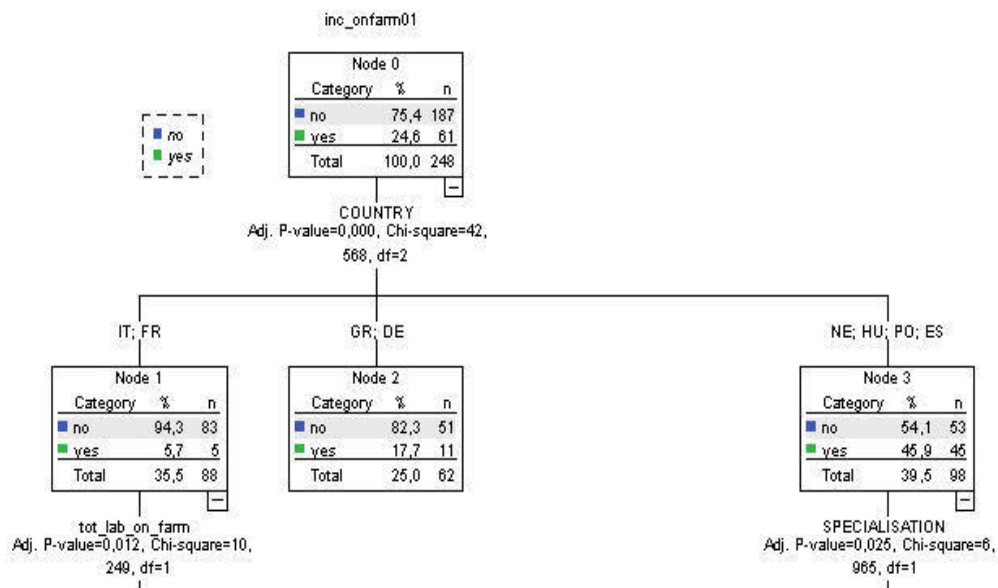 inc_onfarm01
Node 0
Category % n
no 75,4 187
yes 24,6 61
Total 100,0 248
no
yes
COUNTRY
Adj. P-value=0,000, Chi-square=42,
568, df=2
IT; FR
GR; DE
NE; HU; PO; ES
Node 1
Category % n
no 94,3 83
yes 5,7 5
Total 35,5 88
Node 2
Category % n
no 82,3 51
yes 17,7 11
Total 25,0 62
Node 3
Category % n
no 54,1 53
yes 45,9 45
Total 39,5 98
tot_lab_on_farm
Adj. P-value=0,012, Chi-square=10,
249, df=1
SPECIALISATION
Adj. P-value=0,025, Chi-square=6,
965, df=1